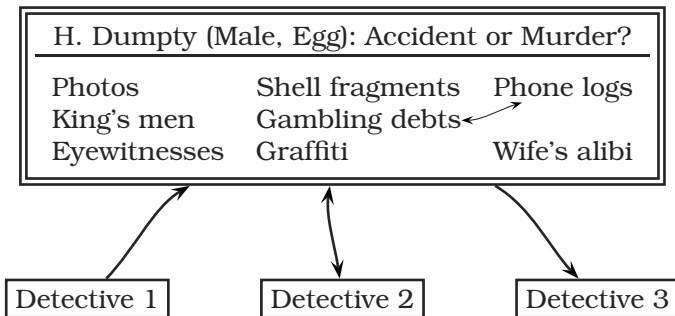 H. Dumpty (Male, Egg): Accident or Murder?
Photos Shell fragments Phone logs
King's men Gambling debts
Eyewitnesses Graffiti Wife's alibi
Detective 1 Detective 2 Detective 3